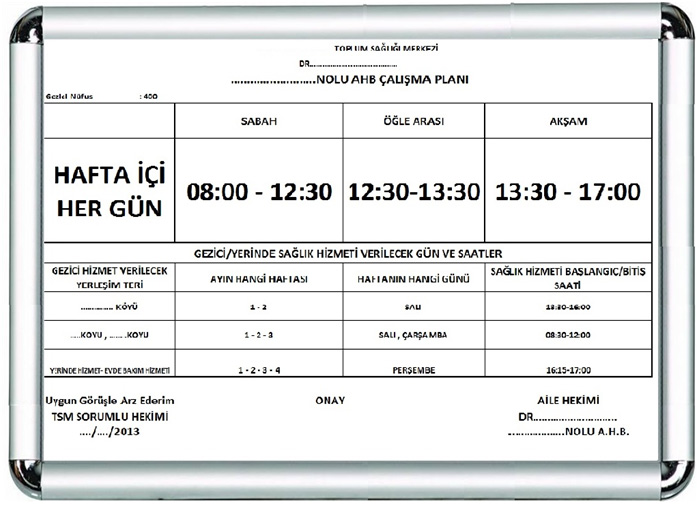 TOPLUM SAĞLIĞI MERKEZİ
DR......................................
............................NOLU AHB ÇALIŞMA PLANI
Gezici Nüfus : 400
SABAH ÖĞLE ARASI AKŞAM
HAFTA İÇİ
HER GÜN
08:00 - 12:30 12:30-13:30 13:30 - 17:00
GEZİCİ/YERİNDE SAĞLIK HİZMETİ VERİLECEK GÜN VE SAATLER
GEZİCİ HİZMET VERİLECEK
YERLEŞİM TERİ
AYIN HANGİ HAFTASI
HAFTANIN HANGİ GÜNÜ
SAĞLIK HİZMETİ BAŞLANGIÇ/BİTİŞ
SAATİ
.............. KÖYÜ 1 - 2 SALI 13:30-16:00
....KOYU , .......KOYU 1 - 2 - 3 SALI , ÇARŞAMBA 08:30-12:00
YERİNDE HİZMET- EVDE BAKIM HİZMETİ 1 - 2 - 3 - 4 PERŞEMBE 16:15-17:00
Uygun Görüşle Arz Ederim
TSM SORUMLU HEKİMİ
..../..../2013
ONAY
AİLE HEKİMİ
DR............................
...................NOLU A.H.B.